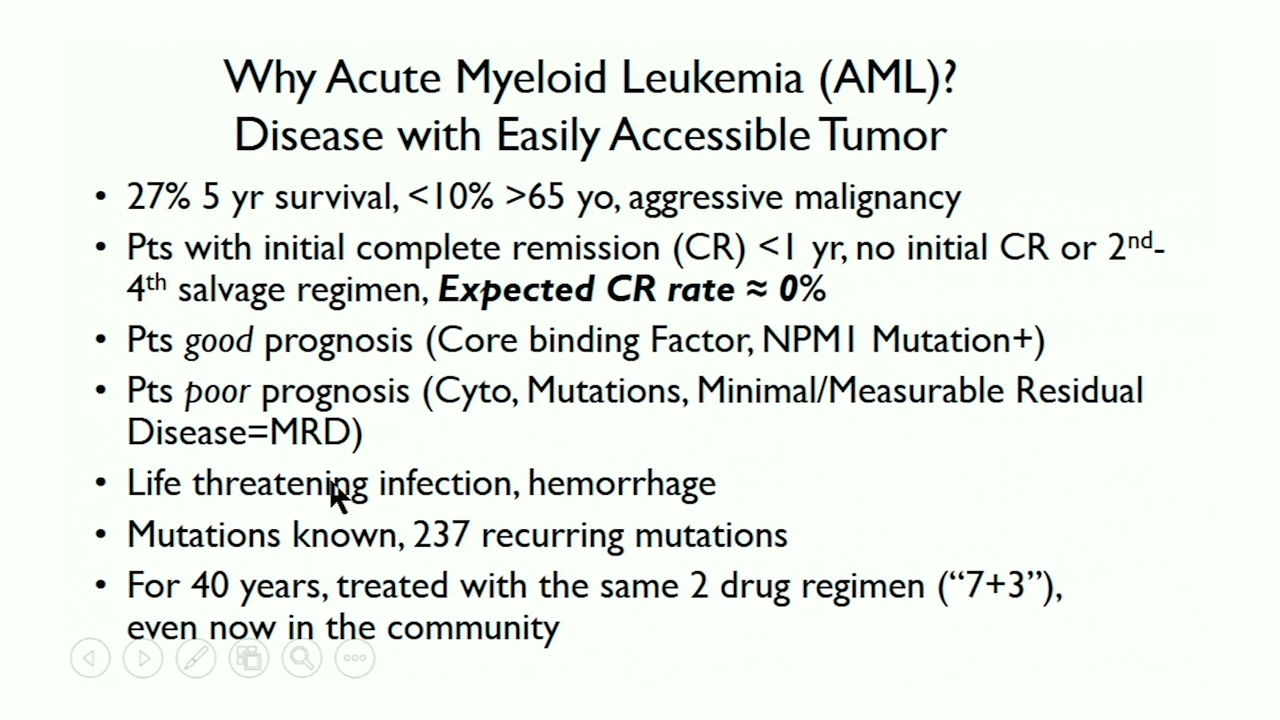 Why Acute Myeloid Leukemia (AML)?
Disease with Easily Accessible Tumor
• 27% 5 yr survival, <10% >65 yo, aggressive malignancy
• Pts with initial complete remission (CR) <1 yr, no initial CR or 2nd-
4th salvage regimen, Expected CR rate ≈ 0%
• Pts good prognosis (Core binding Factor, NPM1 Mutation+)
• Pts poor prognosis (Cyto, Mutations, Minimal/Measurable Residual
Disease=MRD)
• Life threatening infection, hemorrhage
• Mutations known, 237 recurring mutations
• For 40 years, treated with the same 2 drug regimen (“7+3”),
even now in the community